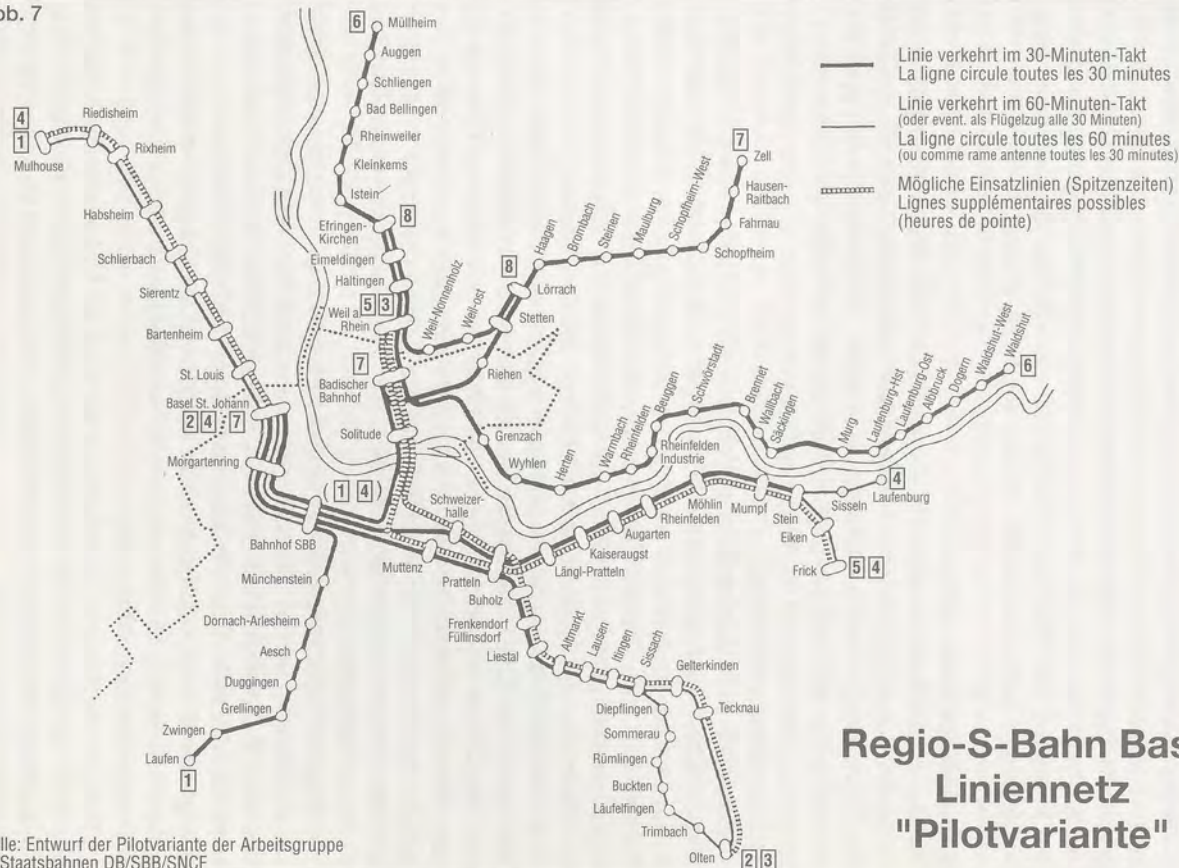 bb. 7
6
Müllheim
Auggen
Schliengen
Bad Bellingen
Rheinweiler
Kleinkems
Istein
Efringen-
Kirchen
8
Eimeldingen
Haltingen
5 3
Weil a.
Rhein
7
Badischer
Bahnhof
Solitude
Linie verkehrt im 30-Minuten-Takt
La ligne circule toutes les 30 minutes
Linie verkehrt im 60-Minuten-Takt
(oder event. als Flügelzug alle 30 Minuten)
La ligne circule toutes les 60 minutes
(ou comme rame antenne toutes les 30 minutes)
Mögliche Einsatzlinien (Spitzenzeiten)
Lignes supplémentaires possibles
(heures de pointe)
4
1
Mulhouse
Riedisheim
Rixheim
Habsheim
Schlierbach
Sierentz
Bartenheim
St. Louis
Basel St. Johann
2 4 7
Morgartenring
(1 4)
Bahnhof SBB
Münchenstein
Dornach-Arlesheim
Aesch
Duggingen
Grellingen
Zwingen
Laufen
1
Weil-Nonnenholz
Weil-ost
Riehen
Stetten
Lörrach
8
Haagen
Brombach
Steinen
Maulburg
Schopfheim-West
Schopfheim
Fahrnau
Hausen-
Raitbach
Zell
7
Grenzach
Wyhlen
Herten
Warmbach
Rheinfelden
Beuggen
Schwörstadt
Brennet
Wallbach
Säckingen
Murg
Laufenburg-Hst
Laufenburg-Ost
Albbruck
Dogern
Waldshut-West
Waldshut
6
Schweizer-
halle
Muttenz
Pratteln
Längi-Pratteln
Kaiseraugst
Augarten
Rheinfelden
Rheinfelden
Industrie
Möhlin
Mumpf
Stein
Sisseln
Laufenburg
4
Eiken
Frick
5 4
Buholz
Frenkendorf
Füllinsdorf
Liestal
Altmarkt
Lausen
Itingen
Sissach
Gelterkinden
Tecknau
Diepflingen
Sommerau
Rümlingen
Buckten
Läufelfingen
Trimbach
Olten
2 3
Regio-S-Bahn Bas
Liniennetz
"Pilotvariante"
lle: Entwurf der Pilotvariante der Arbeitsgruppe
Staatsbahnen DB/SBB/SNCF